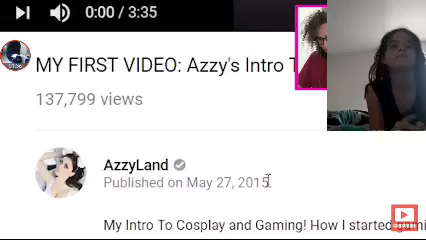 0:00 / 3:35
MY FIRST VIDEO: Azzy's Intro T
137,799 views
AzzyLand
Published on May 27, 2015
My Intro To Cosplay and Gaming! How I started
SUBSCRIBE